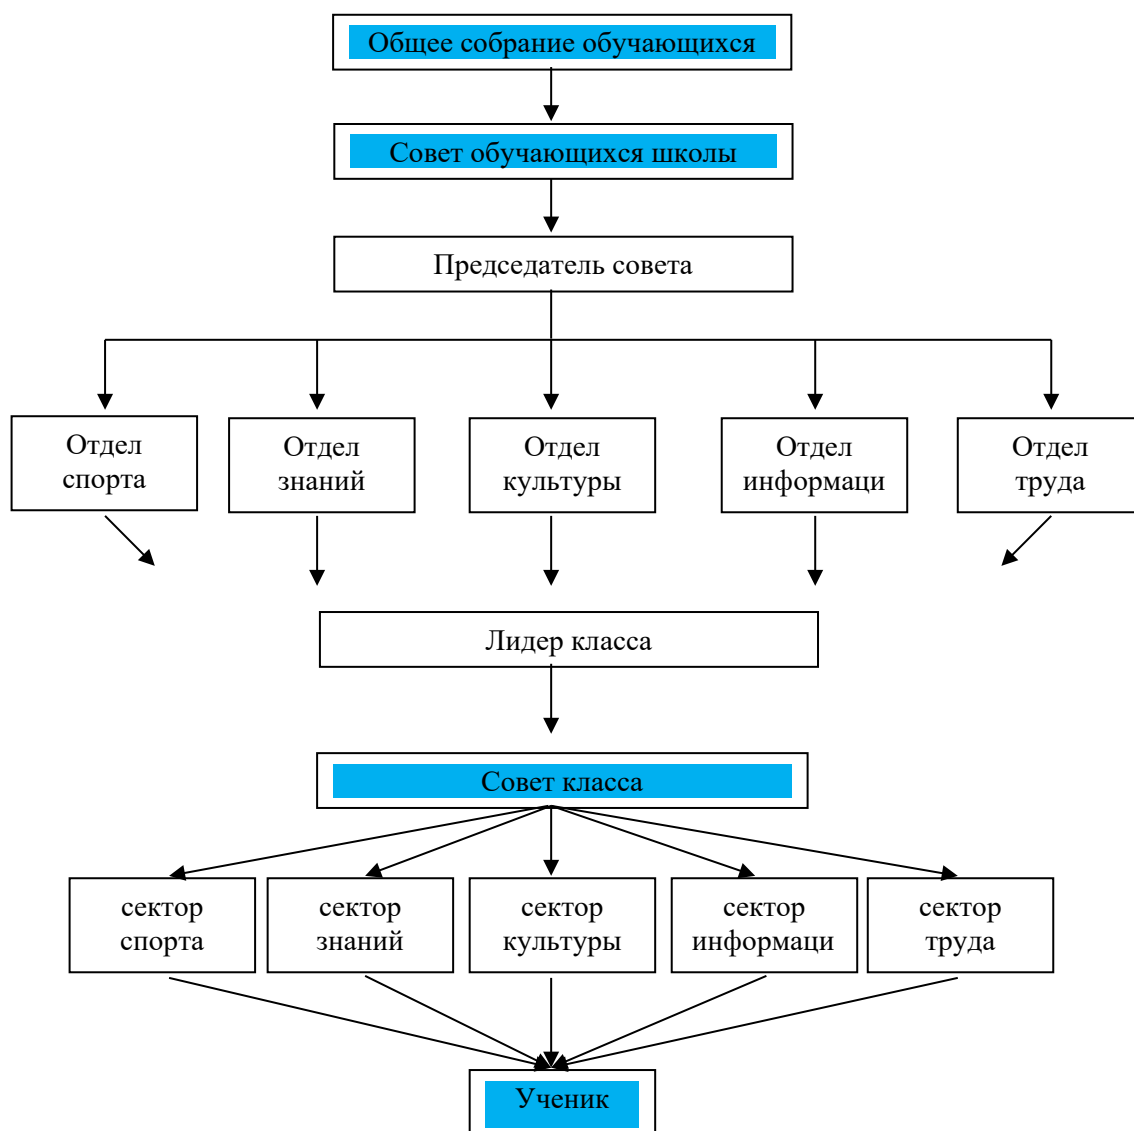 Общее собрание обучающихся
Совет обучающихся школы
Председатель совета
Отдел
спорта
Отдел
знаний
Отдел
культуры
Отдел
информаци
Отдел
труда
Лидер класса
Совет класса
сектор
спорта
сектор
знаний
сектор
культуры
сектор
информаци
сектор
труда
Ученик